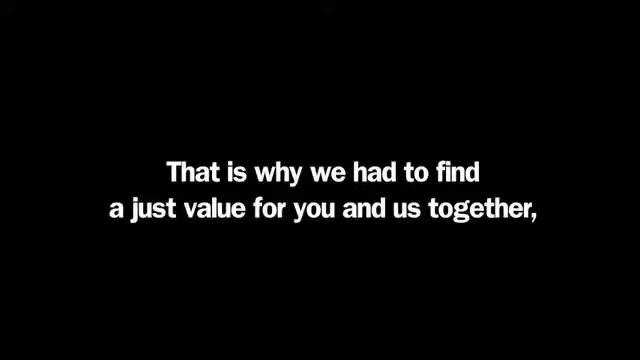 That is why we had to find
a just value for you and us together,